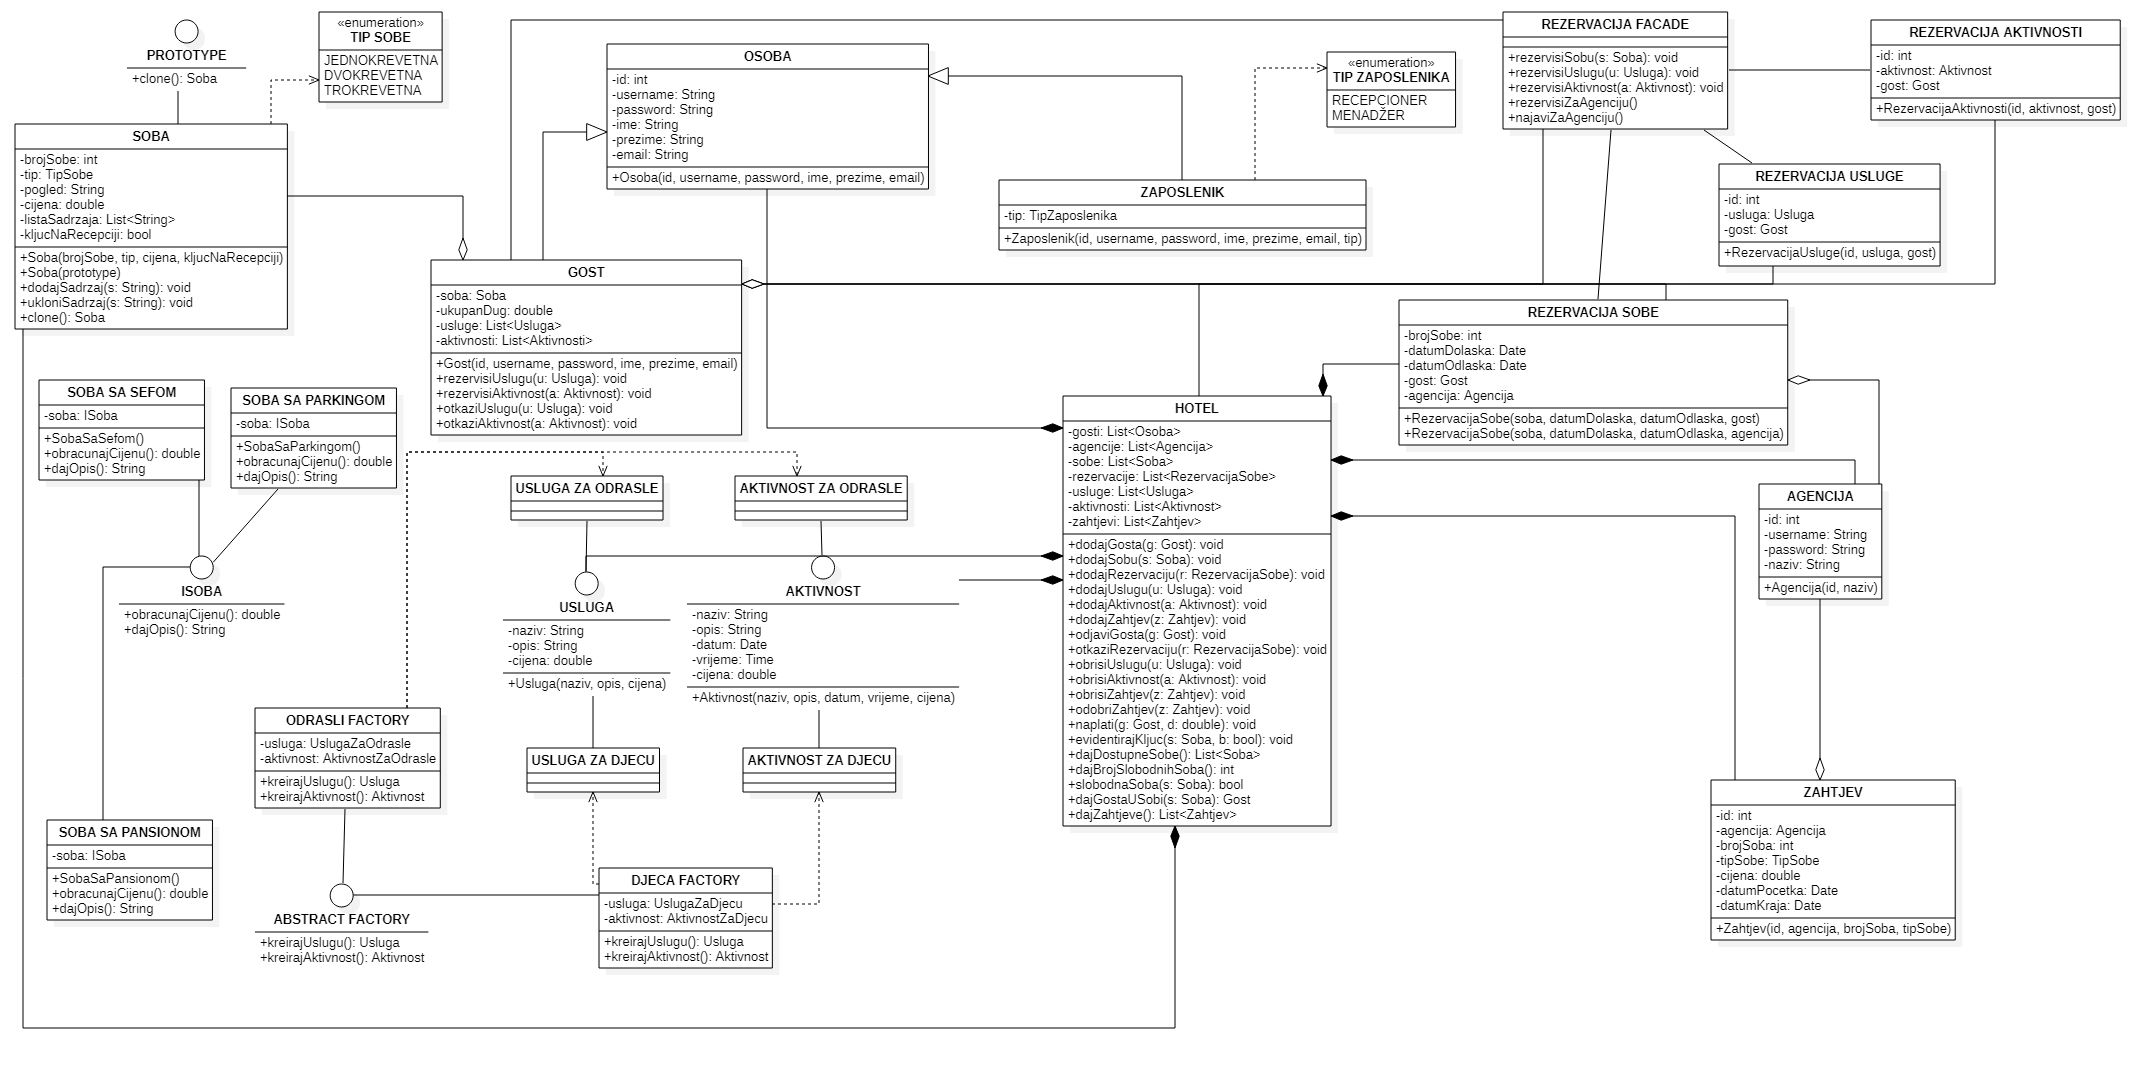 PROTOTYPE
+clone(): Soba
«enumeration»
TIP SOBE
JEDNOKREVETNA
DVOKREVETNA
TROKREVETNA
SOBA
-brojSobe: int
-tip: TipSobe
-pogled: String
-cijena: double
-listaSadrzaja: List<String>
-kljucNaRecepciji: bool
+Soba(brojSobe, tip, cijena, kljucNaRecepciji)
+Soba(prototype)
+dodajSadrzaj(s: String): void
+ukloniSadrzaj(s: String): void
+clone(): Soba
OSOBA
-id: int
-username: String
-password: String
-ime: String
-prezime: String
-email: String
+Osoba(id, username, password, ime, prezime, email)
«enumeration»
TIP ZAPOSLENIKA
RECEPCIONER
MENADŽER
ZAPOSLENIK
-tip: TipZaposlenika
+Zaposlenik(id, username, password, ime, prezime, email, tip)
REZERVACIJA FACADE
+rezervisiSobu(s: Soba): void
+rezervisiUslugu(u: Usluga): void
+rezervisiAktivnost(a: Aktivnost): void
+rezervisiZaAgenciju()
+najaviZaAgenciju()
REZERVACIJA AKTIVNOSTI
-id: int
-aktivnost: Aktivnost
-gost: Gost
+RezervacijaAktivnosti(id, aktivnost, gost)
REZERVACIJA USLUGE
-id: int
-usluga: Usluga
-gost: Gost
+RezervacijaUsluge(id, usluga, gost)
GOST
-soba: Soba
-ukupanDug: double
-usluge: List<Usluga>
-aktivnosti: List<Aktivnosti>
+Gost(id, username, password, ime, prezime, email)
+rezervisiUslugu(u: Usluga): void
+rezervisiAktivnost(a: Aktivnost): void
+otkaziUslugu(u: Usluga): void
+otkaziAktivnost(a: Aktivnost): void
REZERVACIJA SOBE
-brojSobe: int
-datumDolaska: Date
-datumOdlaska: Date
-gost: Gost
-agencija: Agencija
+RezervacijaSobe(soba, datumDolaska, datumOdlaska, gost)
+RezervacijaSobe(soba, datumDolaska, datumOdlaska, agencija)
SOBA SA SEFOM
-soba: ISoba
+SobaSaSefom()
+obracunajCijenu(): double
+dajOpis(): String
SOBA SA PARKINGOM
-soba: ISoba
+SobaSaParkingom()
+obracunajCijenu(): double
+dajOpis(): String
HOTEL
-gosti: List<Osoba>
-agencije: List<Agencija>
-sobe: List<Soba>
-rezervacije: List<RezervacijaSobe>
-usluge: List<Usluga>
-aktivnosti: List<Aktivnost>
-zahtjevi: List<Zahtjev>
+dodajGosta(g: Gost): void
+dodajSobu(s: Soba): void
+dodajRezervaciju(r: RezervacijaSobe): void
+dodajUslugu(u: Usluga): void
+dodajAktivnost(a: Aktivnost): void
+dodajZahtjev(z: Zahtjev): void
+odjaviGosta(g: Gost): void
+otkaziRezervaciju(r: RezervacijaSobe): void
+obrisiUslugu(u: Usluga): void
+obrisiAktivnost(a: Aktivnost): void
+obrisiZahtjev(z: Zahtjev): void
+odobriZahtjev(z: Zahtjev): void
+naplati(g: Gost, d: double): void
+evidentirajKljuc(s: Soba, b: bool): void
+dajDostupneSobe(): List<Soba>
+dajBrojSlobodnihSoba(): int
+slobodnaSoba(s: Soba): bool
+dajGostaUSobi(s: Soba): Gost
+dajZahtjeve(): List<Zahtjev>
USLUGA ZA ODRASLE
AKTIVNOST ZA ODRASLE
AGENCIJA
-id: int
-username: String
-password: String
-naziv: String
+Agencija(id, naziv)
ISOBA
+obracunajCijenu(): double
+dajOpis(): String
USLUGA
-naziv: String
-opis: String
-cijena: double
+Usluga(naziv, opis, cijena)
AKTIVNOST
-naziv: String
-opis: String
-datum: Date
-vrijeme: Time
-cijena: double
+Aktivnost(naziv, opis, datum, vrijeme, cijena)
ODRASLI FACTORY
-usluga: UslugaZaOdrasle
-aktivnost: AktivnostZaOdrasle
+kreirajUslugu(): Usluga
+kreirajAktivnost(): Aktivnost
USLUGA ZA DJECU
AKTIVNOST ZA DJECU
ZAHTJEV
-id: int
-agencija: Agencija
-brojSoba: int
-tipSobe: TipSobe
-cijena: double
-datumPocetka: Date
-datumKraja: Date
+Zahtjev(id, agencija, brojSoba, tipSobe)
SOBA SA PANSIONOM
-soba: ISoba
+SobaSaPansionom()
+obracunajCijenu(): double
+dajOpis(): String
ABSTRACT FACTORY
+kreirajUslugu(): Usluga
+kreirajAktivnost(): Aktivnost
DJECA FACTORY
-usluga: UslugaZaDjecu
-aktivnost: AktivnostZaDjecu
+kreirajUslugu(): Usluga
+kreirajAktivnost(): Aktivnost